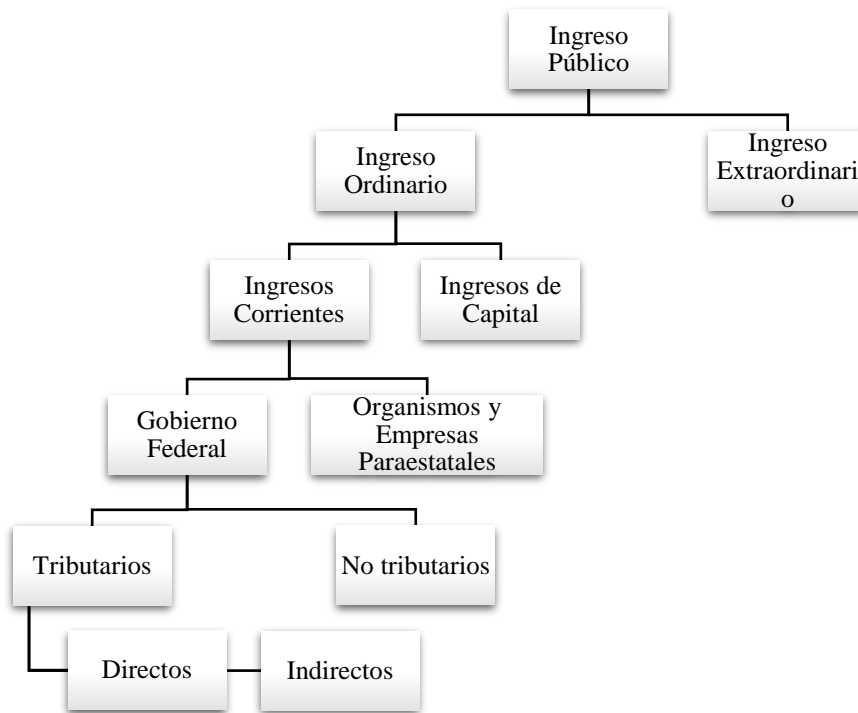 Ingreso
Público
Ingreso
Ordinario
Ingreso
Extraordinari
o
Ingresos
Corrientes
Ingresos de
Capital
Gobierno
Federal
Organismos y
Empresas
Paraestatales
Tributarios
No tributarios
Directos
Indirectos